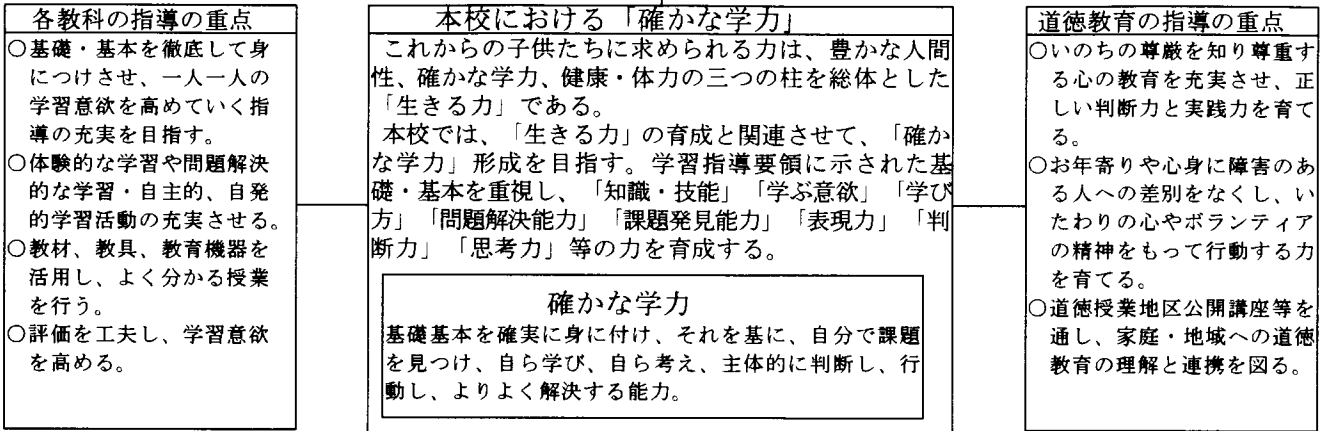 各教科の指導の重点
○基礎・基本を徹底して身
につけさせ、一人一人の
学習意欲を高めていく指
導の充実を目指す。
○体験的な学習や問題解決
的な学習・自主的、自発
的学習活動の充実させる。
○教材、教具、教育機器を
活用し、よく分かる授業
を行う。
○評価を工夫し、学習意欲
を高める。
本校における「確かな学力」
これからの子供たちに求められる力は、豊かな人間
性、確かな学力、健康・体力の三つの柱を総体とした
「生きる力」である。
本校では、「生きる力」の育成と関連させて、「確か
な学力」形成を目指す。学習指導要領に示された基
礎・基本を重視し、「知識・技能」「学ぶ意欲」「学び
方」「問題解決能力」「課題発見能力」「表現力」「判
断力」「思考力」等の力を育成する。
確かな学力
基礎基本を確実に身に付け、それを基に、自分で課題
を見つけ、自ら学び、自ら考え、主体的に判断し、行
動し、よりよく解決する能力。
道徳教育の指導の重点
○いのちの尊厳を知り尊重す
る心の教育を充実させ、正
しい判断力と実践力を育て
る。
○お年寄りや心身に障害のあ
る人への差別をなくし、い
たわりの心やボランティア
の精神をもって行動する力
を育てる。
○道徳授業地区公開講座等を
通し、家庭・地域への道徳
教育の理解と連携を図る。